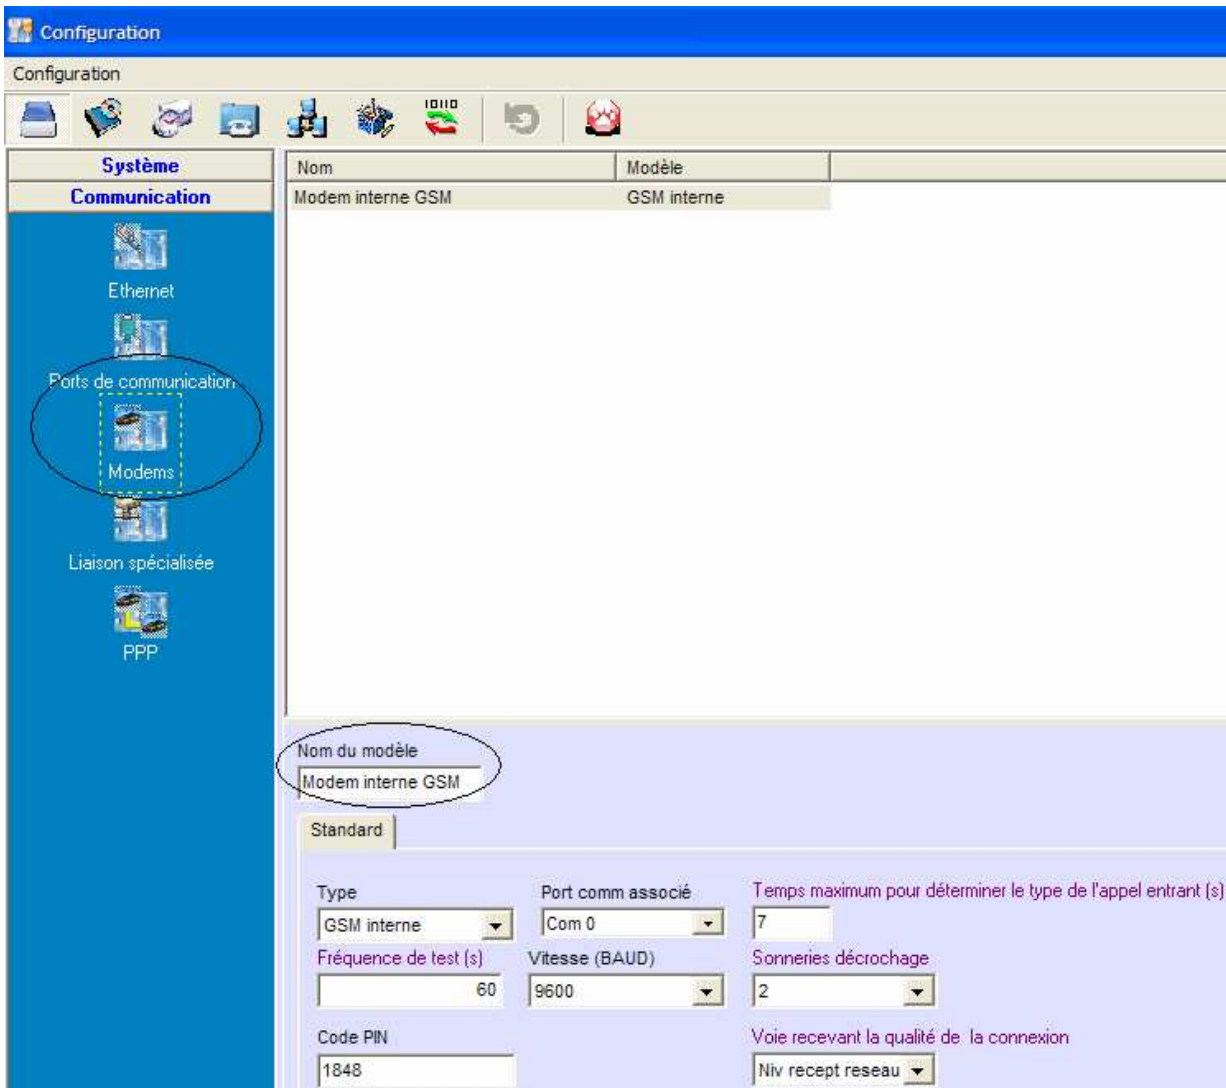 Configuration
Configuration
10110
Système
Communication
Ethernet
Ports de communication
Modems
Liaison spécialisée
PPP
Nom Modèle
Modem interne GSM GSM interne
Nom du modèle
Modem interne GSM
Standard
Type Port comm associé Temps maximum pour déterminer le type de l'appel entrant (s)
GSM interne Com 0 7
Fréquence de test (s) Vitesse (BAUD) Sonneries décrochage
60 9600 2
Code PIN Voie recevant la qualité de la connexion
1848 Niv recept reseau